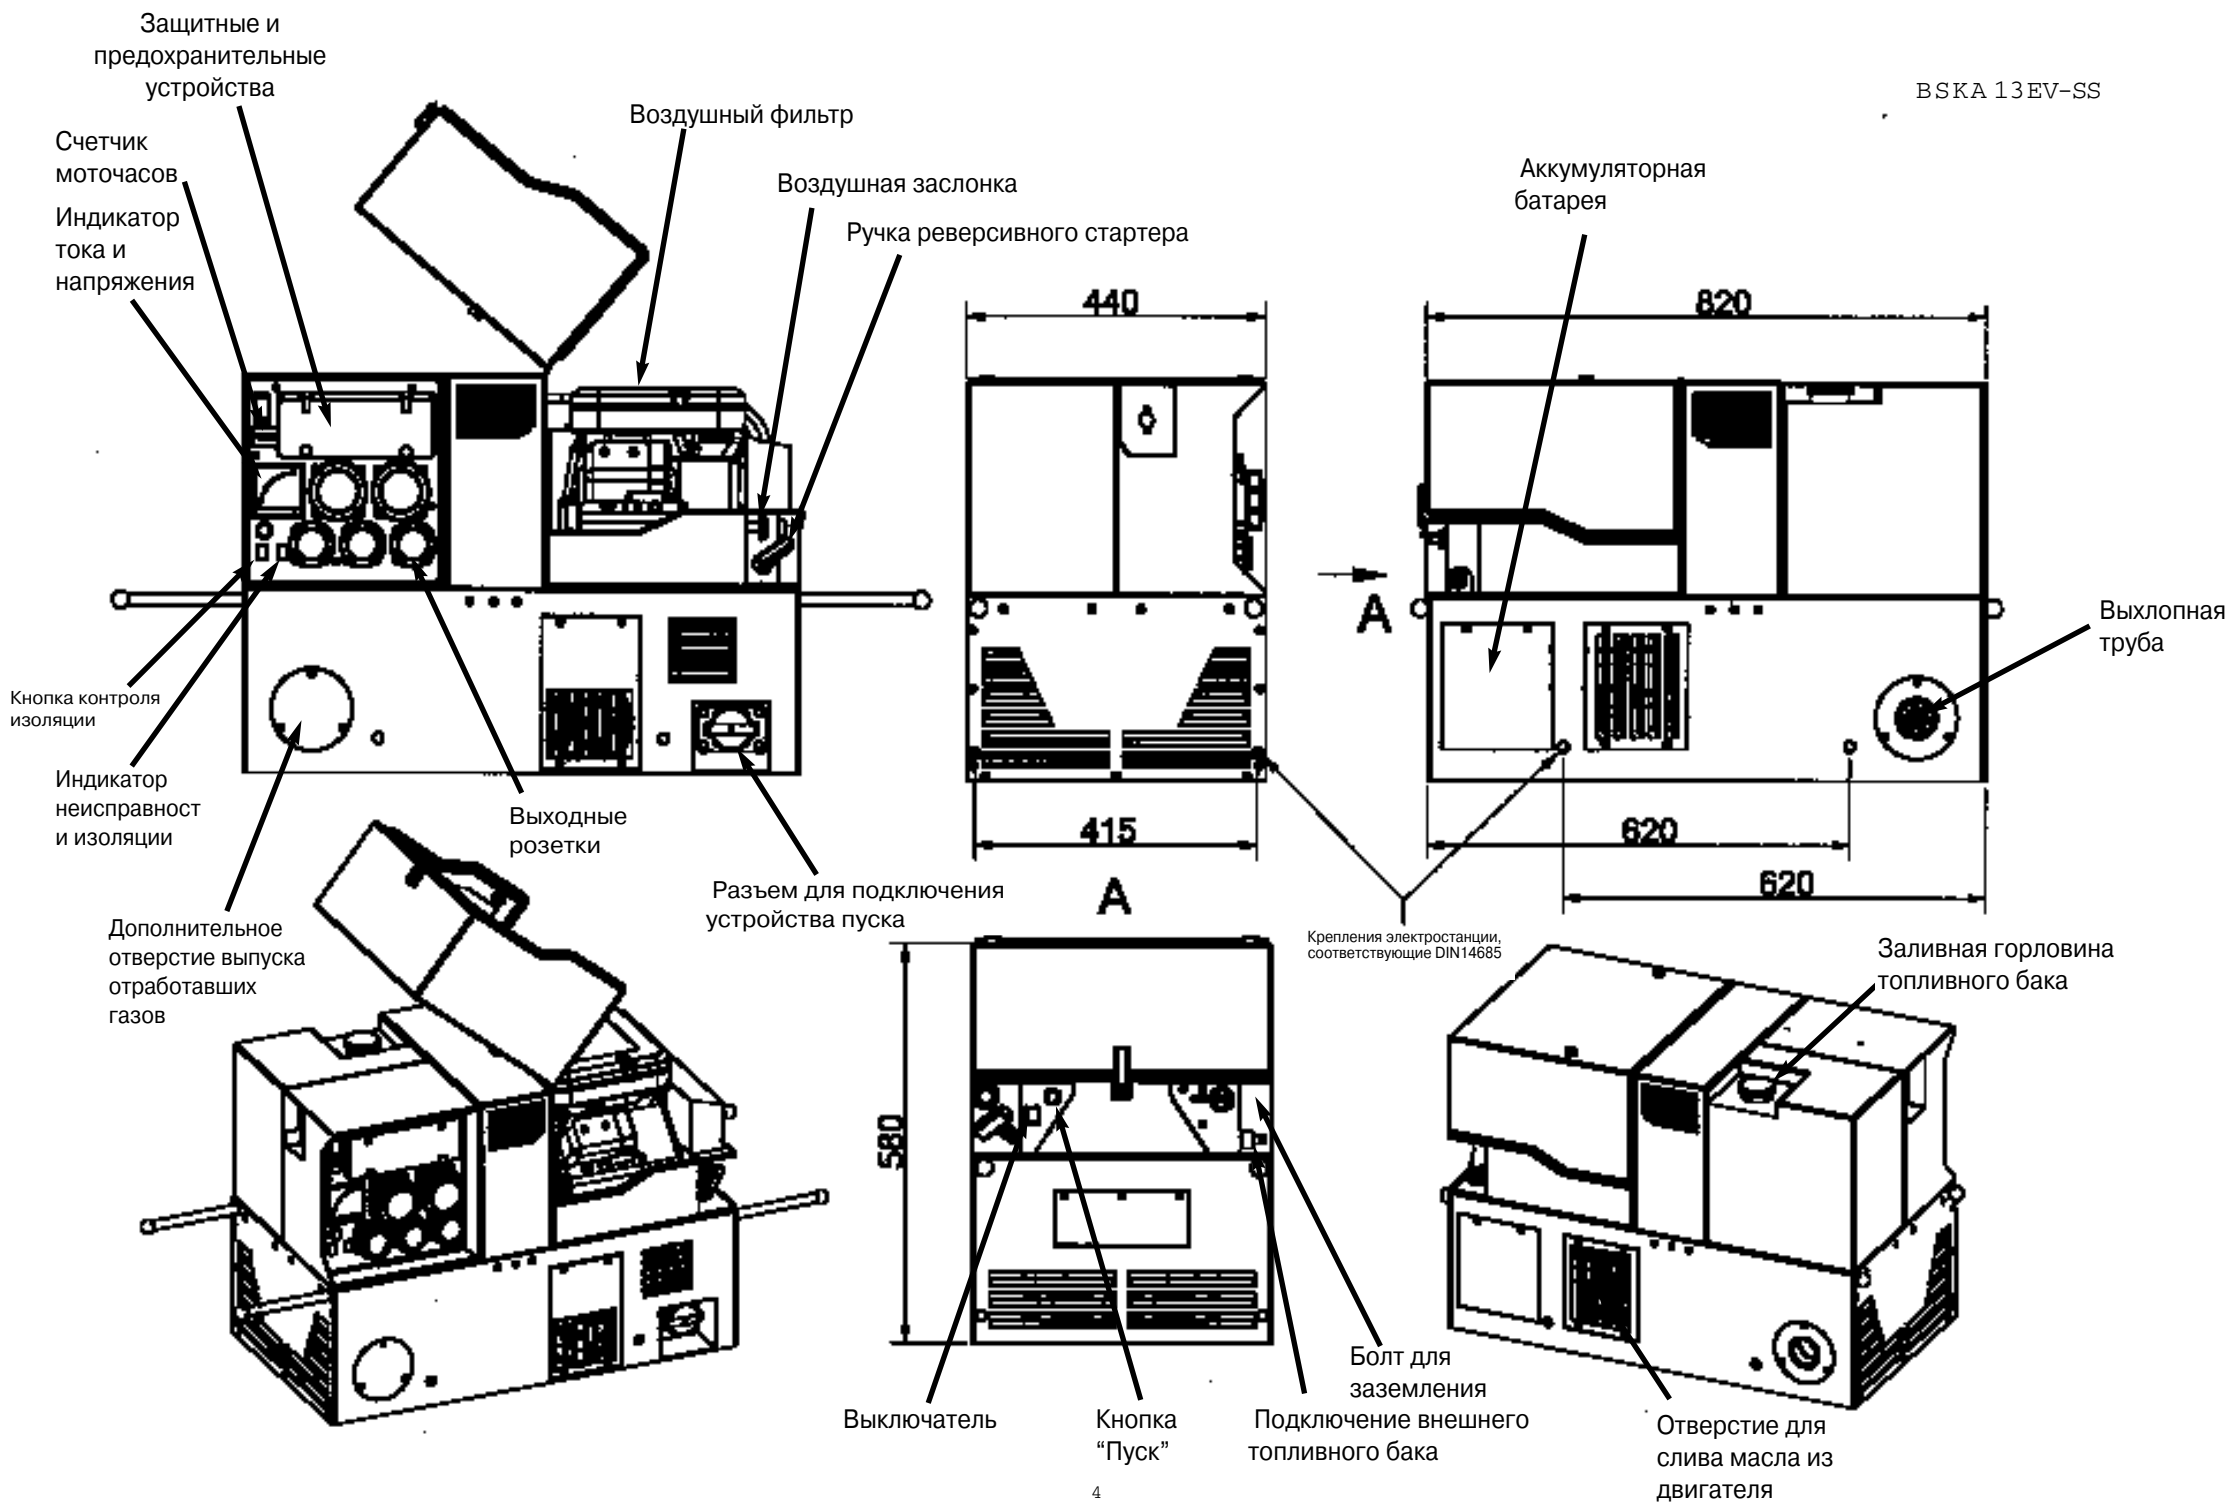 Защитные и
предохранительные
устройства
BSKA 13EV-SS
Воздушный фильтр
Счетчик
моточасов
Воздушная заслонка
Аккумуляторная
батарея
Индикатор
тока и
напряжения
Ручка реверсивного стартера
440
820
A
Выхлопная
труба
Кнопка контроля
изоляции
Индикатор
неисправност
и изоляции
Выходные
розетки
415
620
620
Разъем для подключения
устройства пуска
A
Дополнительное
отверстие выпуска
отработавших
газов
Крепления электростанции,
соответствующие DIN14685
Заливная горловина
топливного бака
580
Выключатель
Кнопка
“Пуск”
Болт для
заземления
Подключение внешнего
топливного бака
Отверстие для
слива масла из
двигателя
4